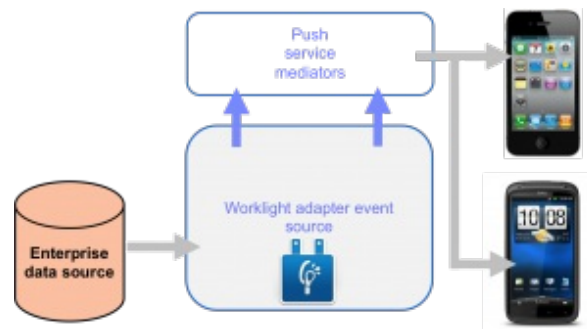 Push
service
mediators
Worklight adapter event
source
Enterprise
data source
10 08